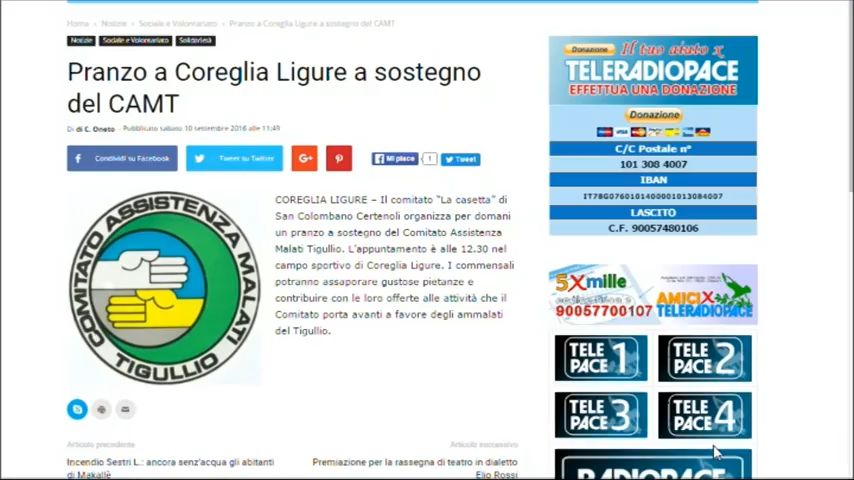 Home › Notizie › Sociale e Volontariato › Pranzo a Coreglia Ligure a sostegno del CAMT
Notizie
Sociale e Volontariato
Solidarietà
Pranzo a Coreglia Ligure a sostegno
del CAMT
Di di C. Oneto - Pubblicato sabato 10 settembre 2016 alle 11:49
Condividi su Facebook
Tweet su Twitter
Mi piace
1
Tweet
COMITATO ASSISTENZA MALATI
TIGULLIO
COREGLIA LIGURE – Il comitato "La casetta" di
San Colombano Certenoli organizza per domani
un pranzo a sostegno del Comitato Assistenza
Malati Tigullio. L'appuntamento è alle 12.30 nel
campo sportivo di Coreglia Ligure. I commensali
potranno assaporare gustose pietanze e
contribuire con le loro offerte alle attività che il
Comitato porta avanti a favore degli ammalati
del Tigullio.
Articolo precedente
Incendio Sestri L.: ancora senz'acqua gli abitanti
di Makallè
Articolo successivo
Premiazione per la rassegna di teatro in dialetto
Elio Rossi
Donazione
Il tuo aiuto x
TELERADIOPACE
EFFETTUA UNA DONAZIONE
Donazione
C/C Postale n°
101 308 4007
IBAN
IT78G0760101400001013084007
LASCITO
C.F. 90057480106
5Xmille
90057700107
AMICI X
TELERADIOPACE
TELE PACE 1
TELE PACE 2
TELE PACE 3
TELE PACE 4
RADIOPACE